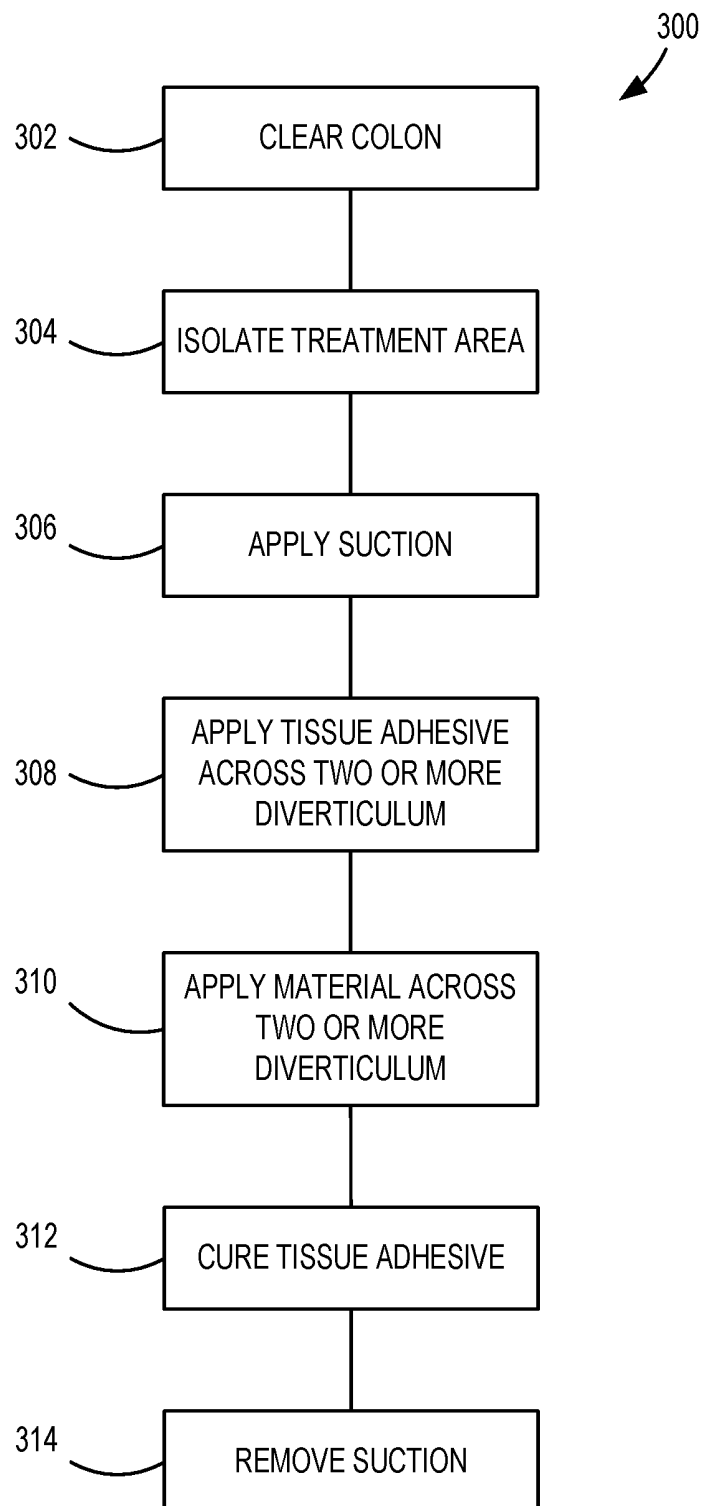 300
302
CLEAR COLON
304
ISOLATE TREATMENT AREA
306
APPLY SUCTION
308
APPLY TISSUE ADHESIVE
ACROSS TWO OR MORE
DIVERTICULUM
310
APPLY MATERIAL ACROSS
TWO OR MORE
DIVERTICULUM
312
CURE TISSUE ADHESIVE
314
REMOVE SUCTION